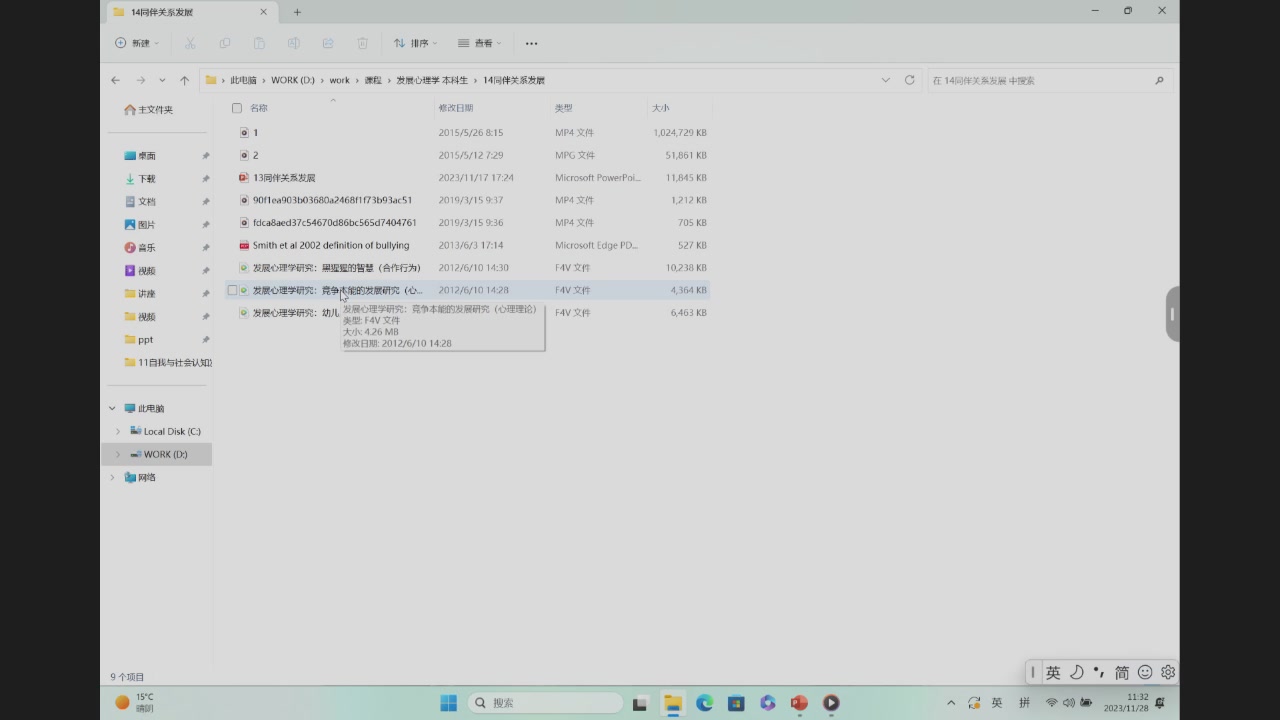 14同伴关系发展
新建
排序
查看
此电脑 › WORK (D:) › work › 课程 › 发展心理学 本科生 › 14同伴关系发展
在 14同伴关系发展 中搜索
主文件夹
桌面
下载
文档
图片
音乐
视频
讲座
视频
ppt
11自我与社会认知发
此电脑
Local Disk (C:)
WORK (D:)
网络
名称 修改日期 类型 大小
1 2015/5/26 8:15 MP4 文件 1,024,729 KB
2 2015/5/12 7:29 MPG 文件 51,861 KB
13同伴关系发展 2023/11/17 17:24 Microsoft PowerPoi... 11,845 KB
90f1ea903b03680a2468f1f73b93ac51 2019/3/15 9:37 MP4 文件 1,212 KB
fdca8aed37c54670d86bc565d7404761 2019/3/15 9:36 MP4 文件 705 KB
Smith et al 2002 definition of bullying 2013/6/3 17:14 Microsoft Edge PD... 527 KB
发展心理学研究：黑猩猩的智慧（合作行为） 2012/6/10 14:30 F4V 文件 10,238 KB
发展心理学研究：竞争本能的发展研究（心... 2012/6/10 14:28 F4V 文件 4,364 KB
发展心理学研究：幼儿 F4V 文件 6,463 KB
发展心理学研究：竞争本能的发展研究（心理理论）
类型: F4V 文件
大小: 4.26 MB
修改日期: 2012/6/10 14:28
9 个项目
英 简
15°C
晴朗
搜索
英 拼
11:32
2023/11/28